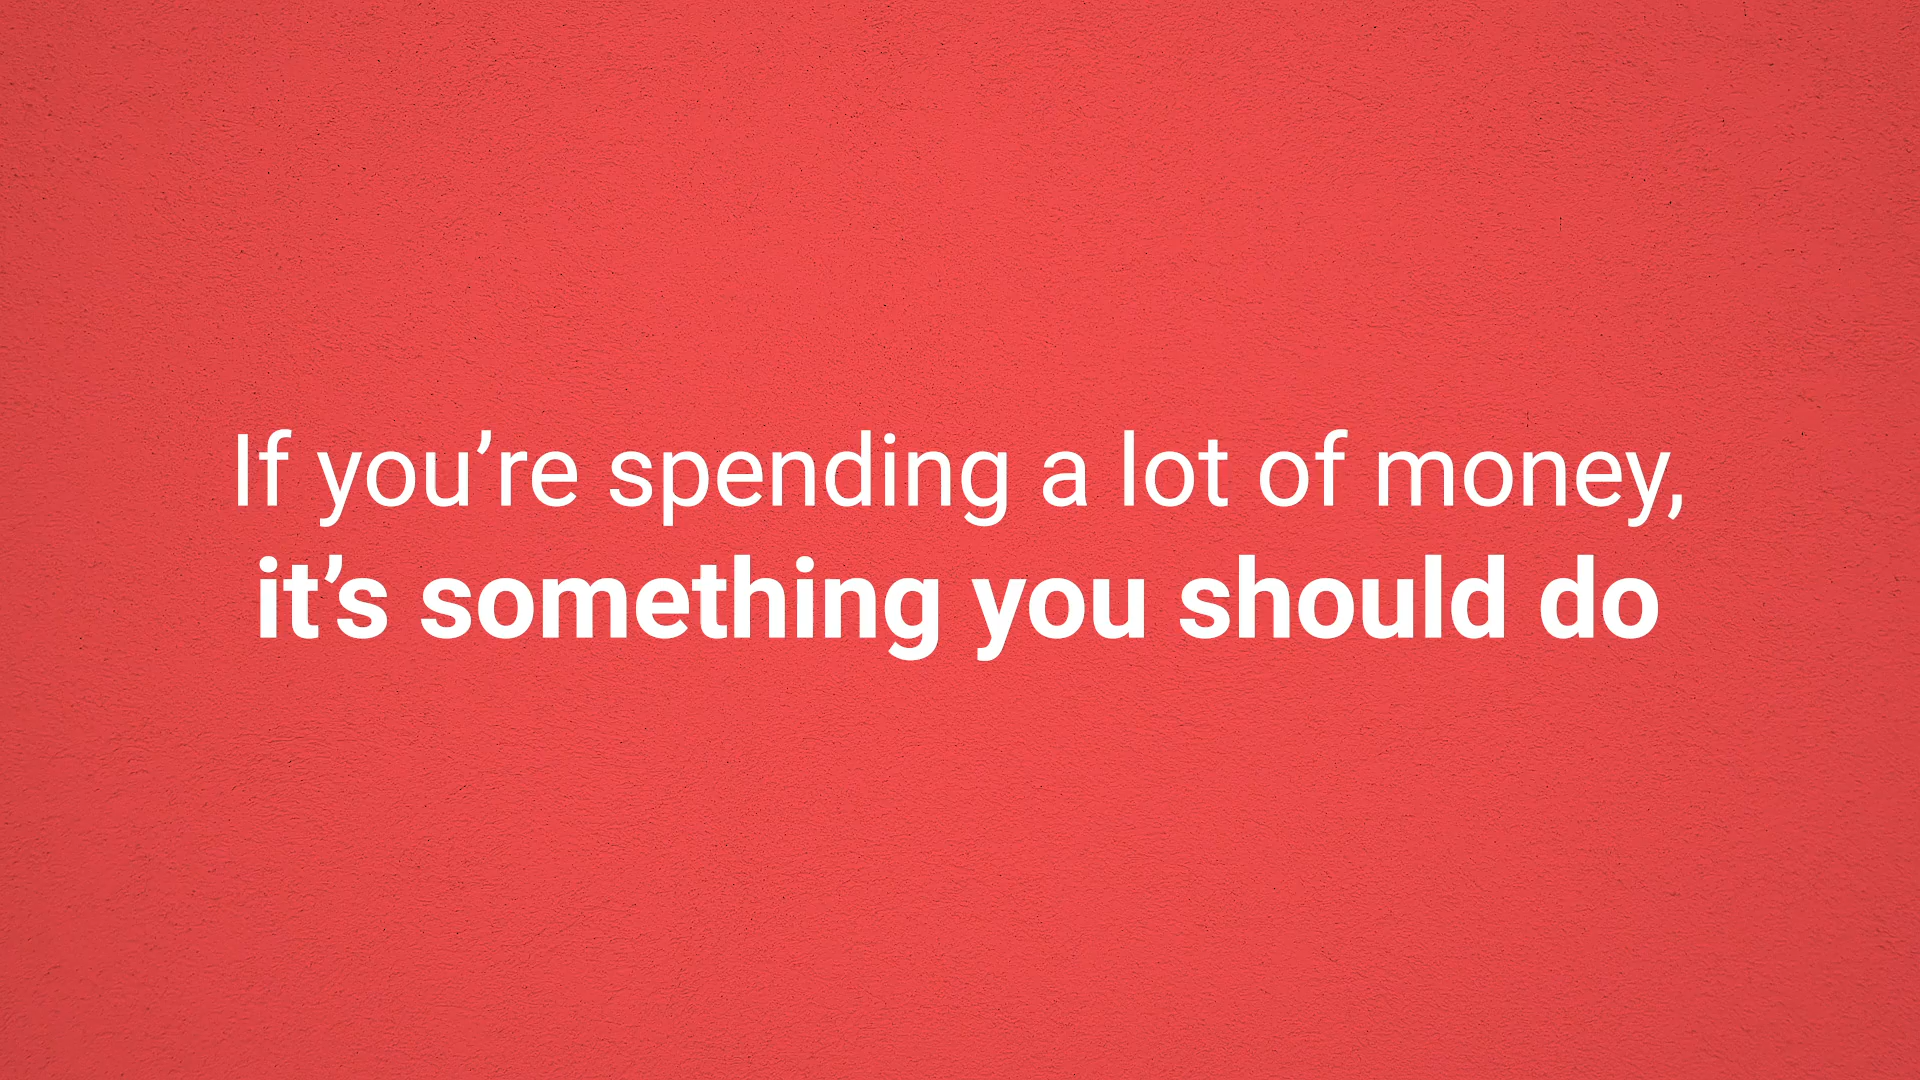 If you’re spending a lot of money,
it’s something you should do